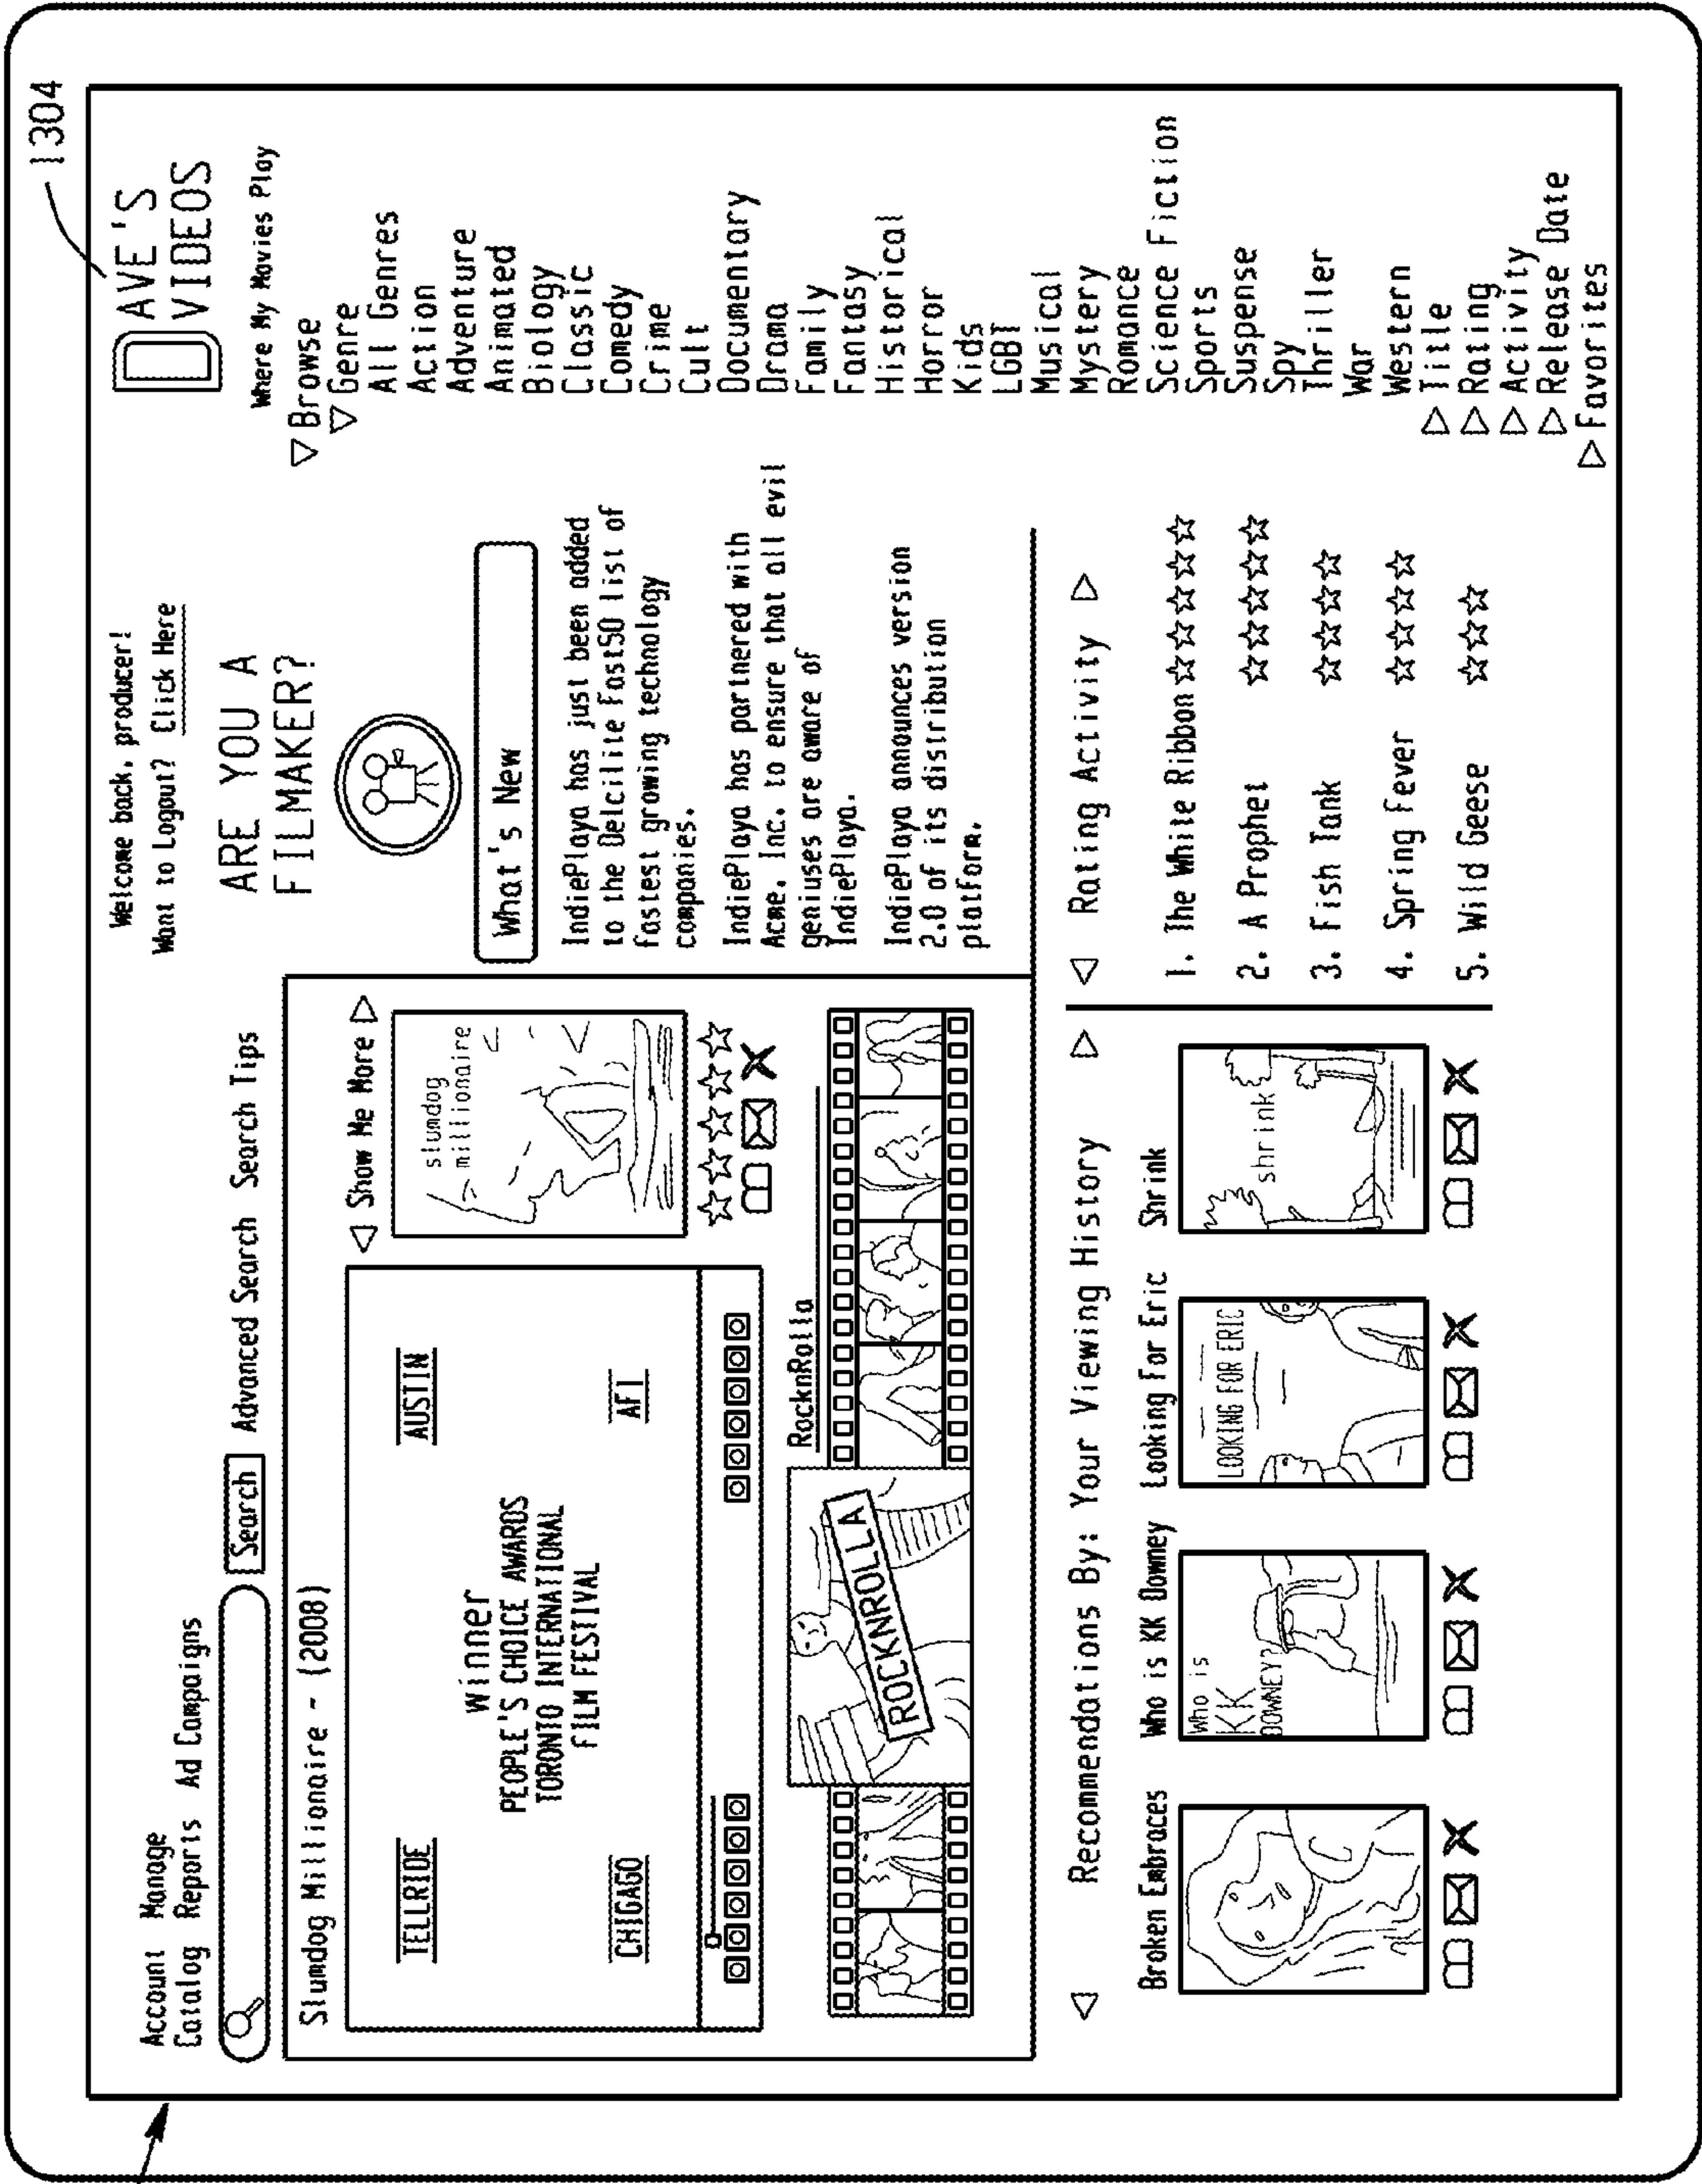 1304
Account Manage
Catalog Reports Ad Campaigns
Search Advanced Search Search Tips
Welcome back, producer!
Want to Logout? Click Here
ARE YOU A
FILMAKER?
DAVE'S
VIDEOS
Where My Movies Play
Slumdog Millionaire - (2008)
Show Me More
TELLRIDE
AUSTIN
Winner
PEOPLE'S CHOICE AWARDS
TORONTO INTERNATIONAL
FILM FESTIVAL
CHIGAGO
AFI
slumdog
millionaire
RocknRolla
ROCKNROLLA
What's New
IndiePlaya has just been added
to the Delcilite Fast50 list of
fastest growing technology
companies.
IndiePlaya has partnered with
Acme, Inc. to ensure that all evil
geniuses are aware of
IndiePlaya.
IndiePlaya announces version
2.0 of its distribution
platform.
Browse
Genre
All Genres
Action
Adventure
Animated
Biology
Classic
Comedy
Crime
Cult
Documentary
Drama
Family
Fantasy
Historical
Horror
Kids
LGBT
Musical
Mystery
Romance
Science Fiction
Sports
Suspense
Spy
Thriller
War
Western
Title
Rating
Activity
Release Date
Favorites
Recommendations By: Your Viewing History
Broken Embraces
Who is KK Downey
Looking For Eric
Shrink
Who is
KK
DOWNEY?
LOOKING FOR ERIC
shrink
Rating Activity
1. The White Ribbon
2. A Prophet
3. Fish Tank
4. Spring Fever
5. Wild Geese